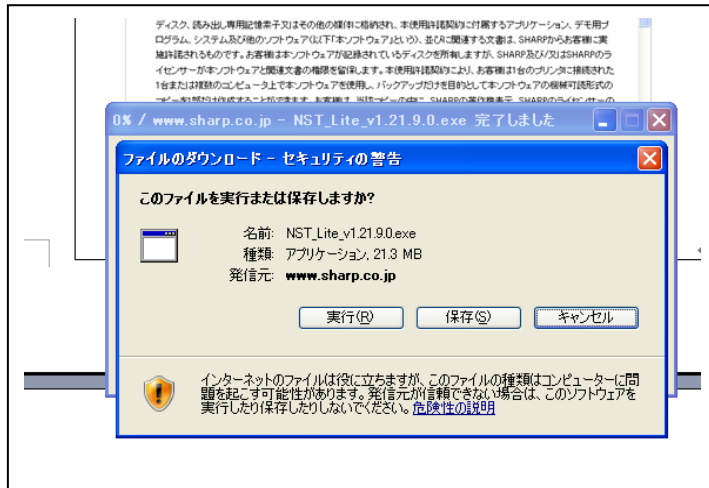 ディスク、読み出し専用記憶素子又はその他の媒体に格納され、本使用許諾契約に付属するアプリケーション、デモ用プ
ログラム、システム及び他のソフトウェア(以下「本ソフトウェア」という)、並びに関連する文書は、SHARPからお客様に実
施許諾されるものです。お客様は本ソフトウェアが記録されているディスクを所有しますが、SHARP及び/又はSHARPのラ
イセンサーが本ソフトウェアと関連文書の権限を留保します。本使用許諾契約により、お客様は1台のプリンタに接続された
1台または複数のコンピュータ上で本ソフトウェアを使用し、バックアップだけを目的として本ソフトウェアの機械可読形式の
0% / www.sharp.co.jp - NST_Lite_v1.21.9.0.exe 完了しました
ファイルのダウンロード - セキュリティの警告
このファイルを実行または保存しますか?
名前: NST_Lite_v1.21.9.0.exe
種類: アプリケーション, 21.3 MB
発信元: www.sharp.co.jp
実行(R) 保存(S) キャンセル
インターネットのファイルは役に立ちますが、このファイルの種類はコンピューターに問
題を起こす可能性があります。発信元が信頼できない場合は、このソフトウェアを
実行したり保存したりしないでください。危険性の説明